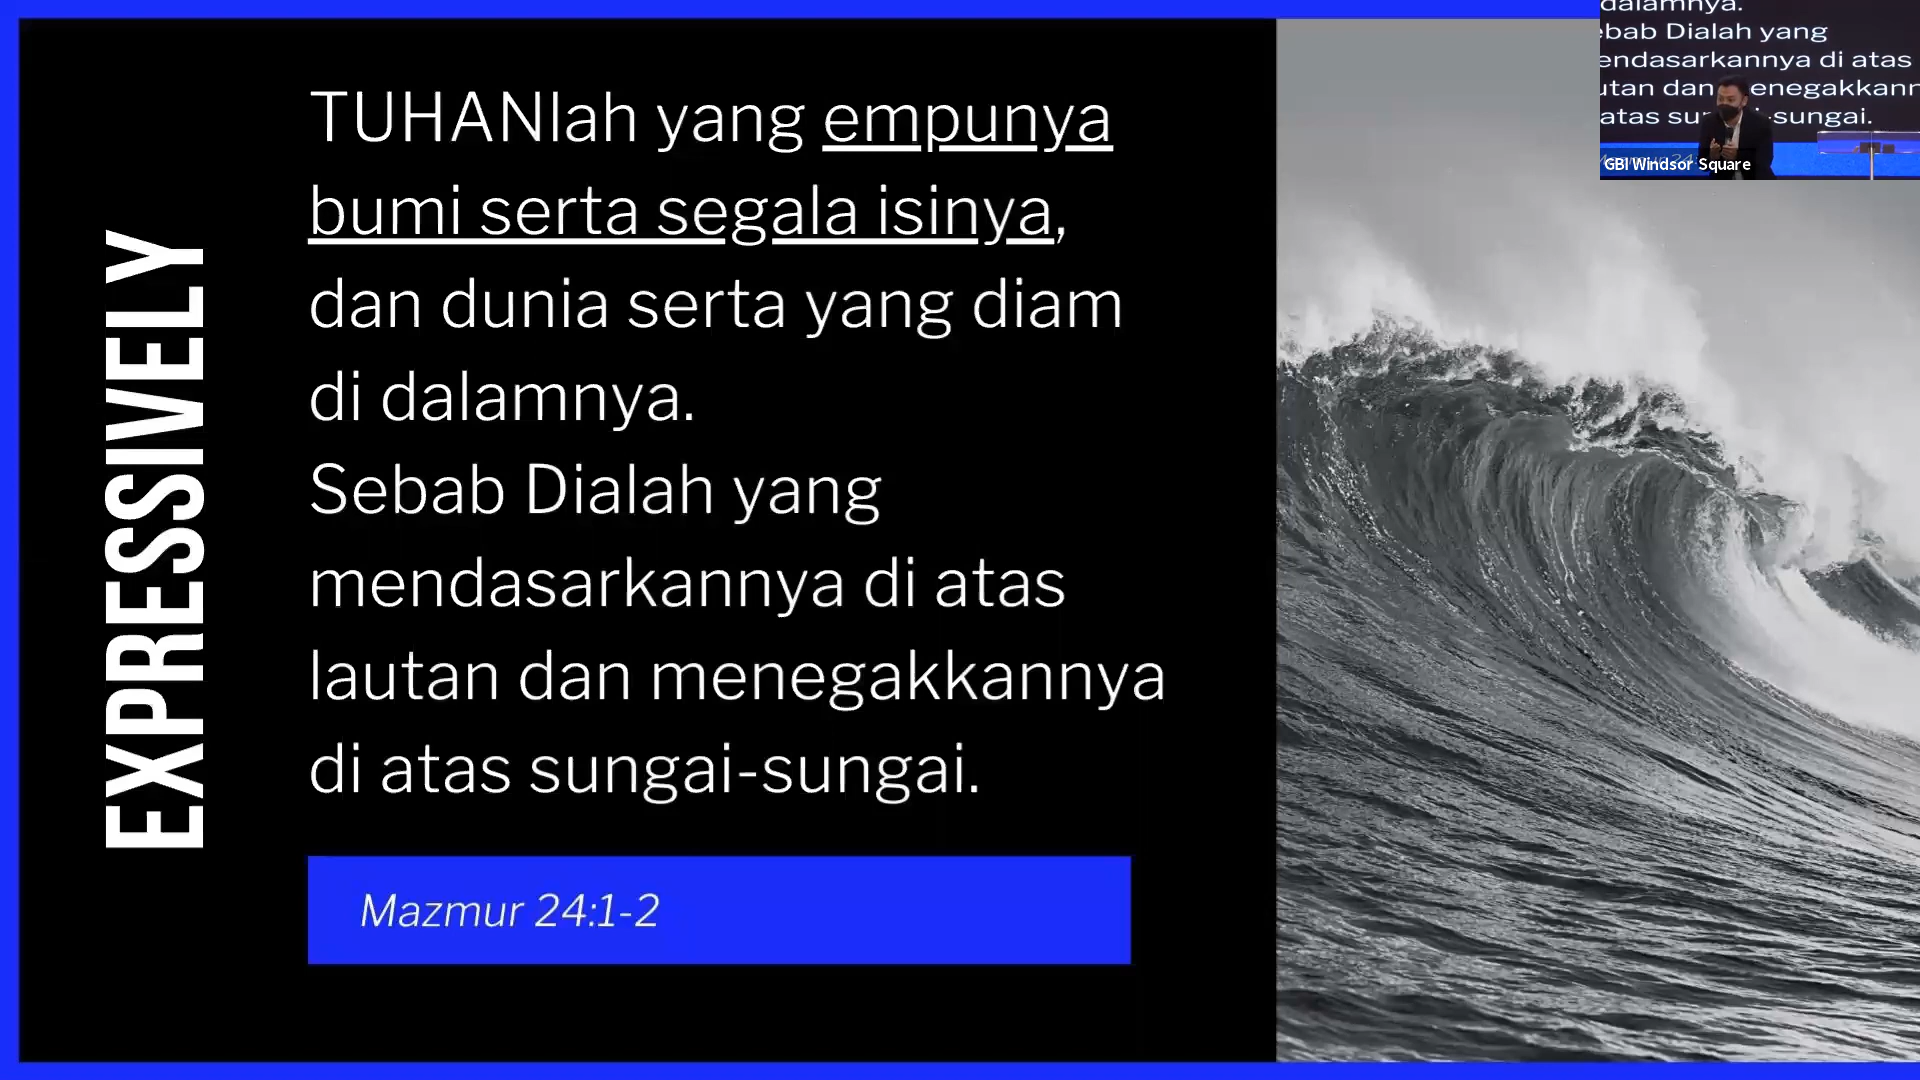 EXPRESSIVELY
TUHANlah yang empunya
bumi serta segala isinya,
dan dunia serta yang diam
di dalamnya.
Sebab Dialah yang
mendasarkannya di atas
lautan dan menegakkannya
di atas sungai-sungai.
Mazmur 24:1-2
dalamnya.
Dialah yang
di atas
dan
atas
sungai.
GBI Windsor Square